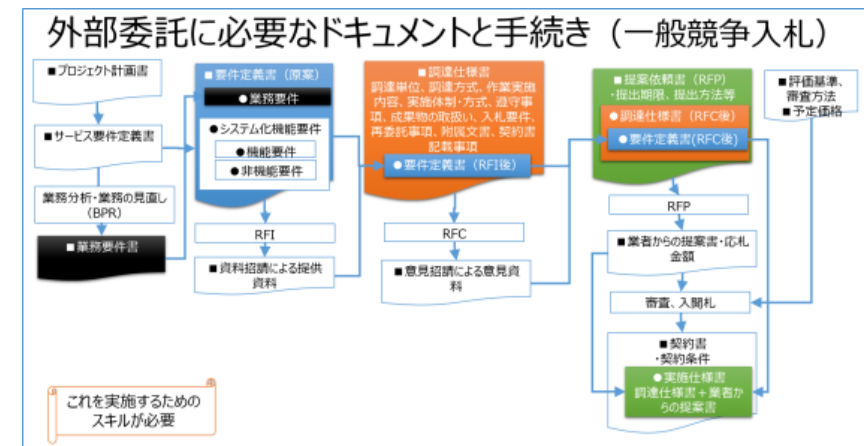 外部委託に必要なドキュメントと手続き（一般競争入札）
■プロジェクト計画書
■サービス要件定義書
業務分析・業務の見直し
（BPR）
■業務要件書
■要件定義書（原案）
●業務要件
●システム化機能要件
●機能要件
●非機能要件
RFI
■資料招請による提供
資料
■調達仕様書
調達単位、調達方式、作業実施
内容、実施体制・方式、遵守事
項、成果物の取扱い、入札要件、
再委託事項、附属文書、契約書
記載事項
●要件定義書（RFI後）
RFC
■意見招請による意見資
料
■提案依頼書（RFP）
・提出期限、提出方法等
●調達仕様書（RFC後）
●要件定義書(RFC後)
RFP
■業者からの提案書・応札
金額
審査、入開札
■契約書
・契約条件
●実施仕様書
調達仕様書＋業者か
らの提案書
■評価基準、
審査方法
■予定価格
これを実施するための
スキルが必要